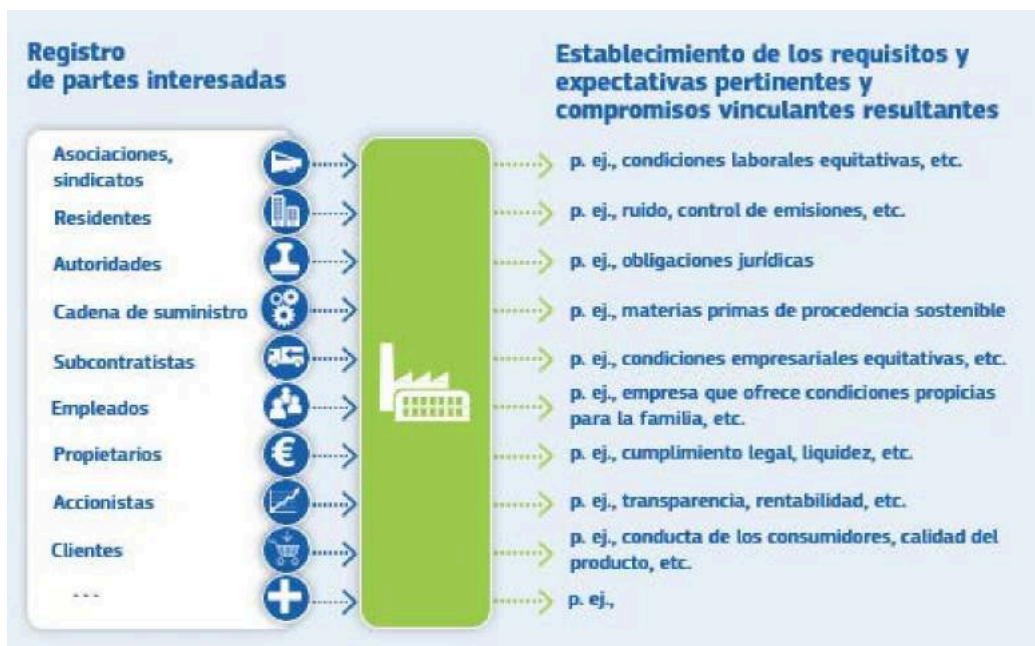 Registro
de partes interesadas
Establecimiento de los requisitos y
expectativas pertinentes y
compromisos vinculantes resultantes
Asociaciones,
sindicatos
p. ej., condiciones laborales equitativas, etc.
Residentes
p. ej., ruido, control de emisiones, etc.
Autoridades
p. ej., obligaciones jurídicas
Cadena de suministro
p. ej., materias primas de procedencia sostenible
Subcontratistas
p. ej., condiciones empresariales equitativas, etc.
Empleados
p. ej., empresa que ofrece condiciones propicias
para la familia, etc.
Propietarios
€
p. ej., cumplimiento legal, liquidez, etc.
Accionistas
p. ej., transparencia, rentabilidad, etc.
Clientes
p. ej., conducta de los consumidores, calidad del
producto, etc.
---
p. ej.,